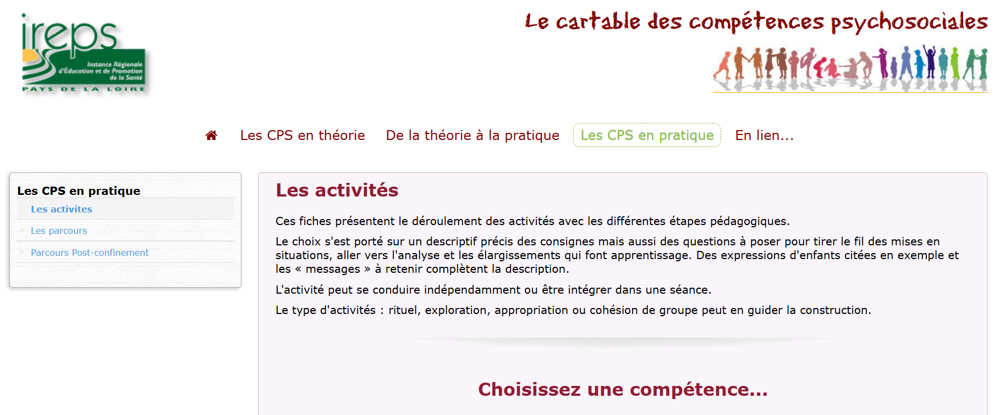 ireps
Instance Régionale
d'Éducation et de Promotion
de la Santé
PAYS DE LA LOIRE
Le cartable des compétences psychosociales
Les CPS en théorie
De la théorie à la pratique
Les CPS en pratique
En lien...
Les CPS en pratique
Les activites
Les parcours
Parcours Post-confinement
Les activités
Ces fiches présentent le déroulement des activités avec les différentes étapes pédagogiques.
Le choix s'est porté sur un descriptif précis des consignes mais aussi des questions à poser pour tirer le fil des mises en
situations, aller vers l'analyse et les élargissements qui font apprentissage. Des expressions d'enfants citées en exemple et
les « messages » à retenir complètent la description.
L'activité peut se conduire indépendamment ou être intégrer dans une séance.
Le type d'activités : rituel, exploration, appropriation ou cohésion de groupe peut en guider la construction.
Choisissez une compétence...